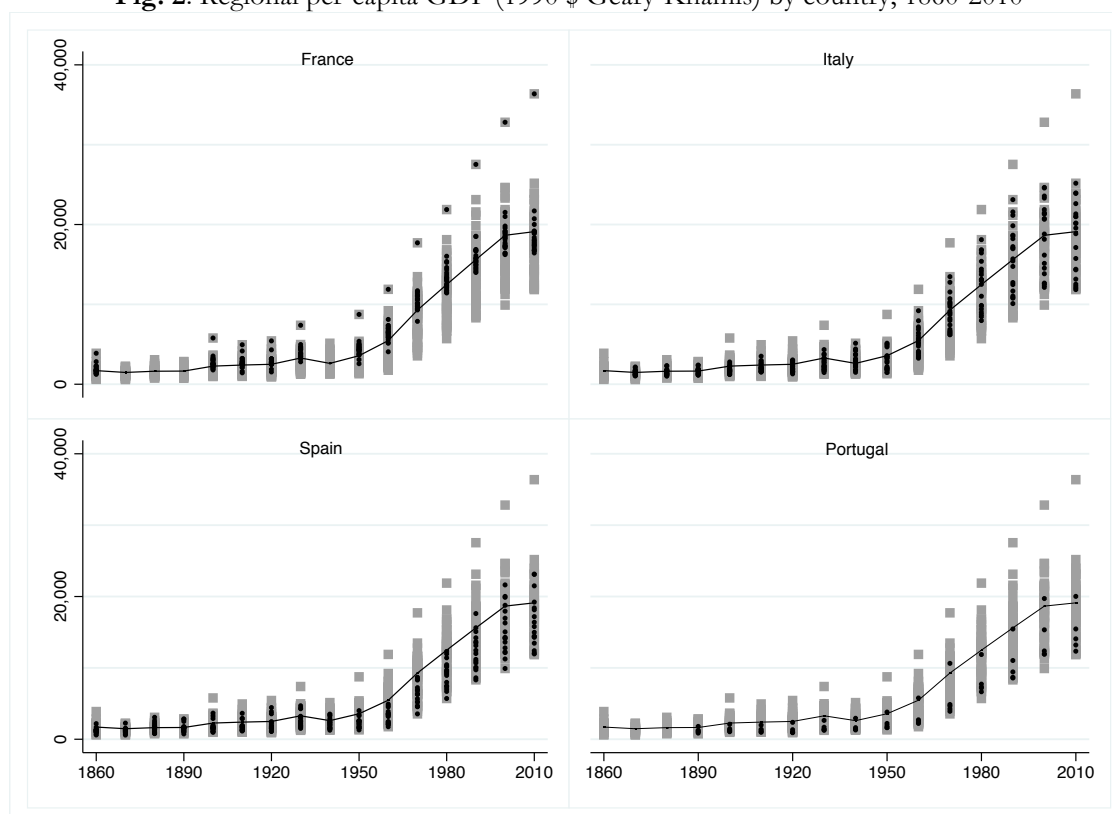 Fig. 2. Regional per capita GDP (1990 $ Geary-Khamis) by country, 1860-2010
France
Italy
40,000
20,000
0
Spain
Portugal
40,000
20,000
0
1860 1890 1920 1950 1980 2010
1860 1890 1920 1950 1980 2010